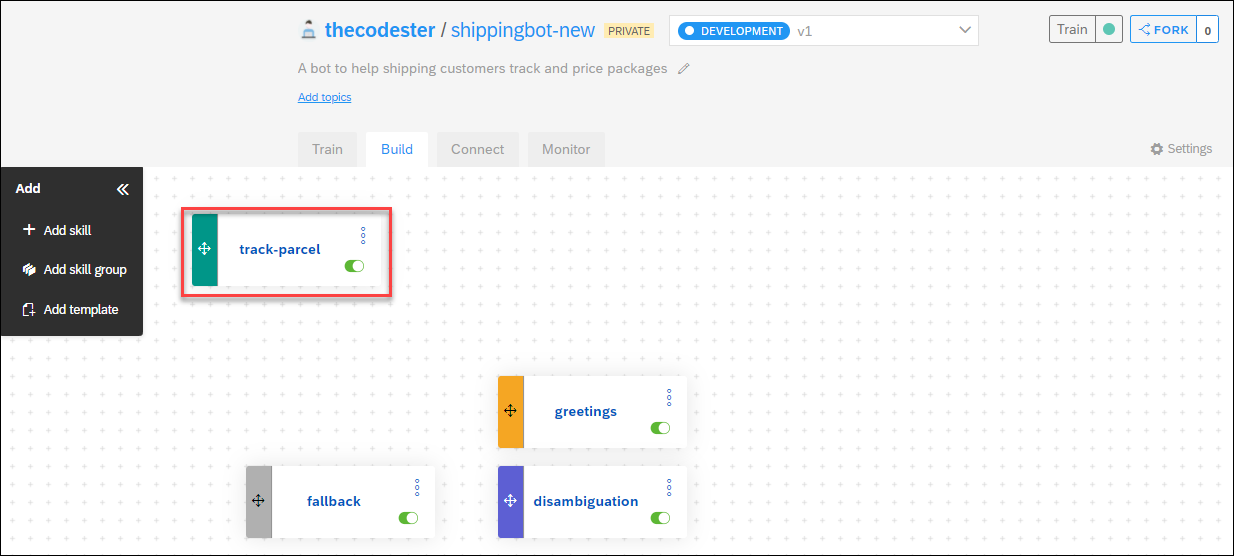 thecodester / shippingbot-new PRIVATE DEVELOPMENT v1 Train FORK 0
A bot to help shipping customers track and price packages
Add topics
Train Build Connect Monitor Settings
Add
Add skill
track-parcel
Add skill group
Add template
greetings
fallback disambiguation